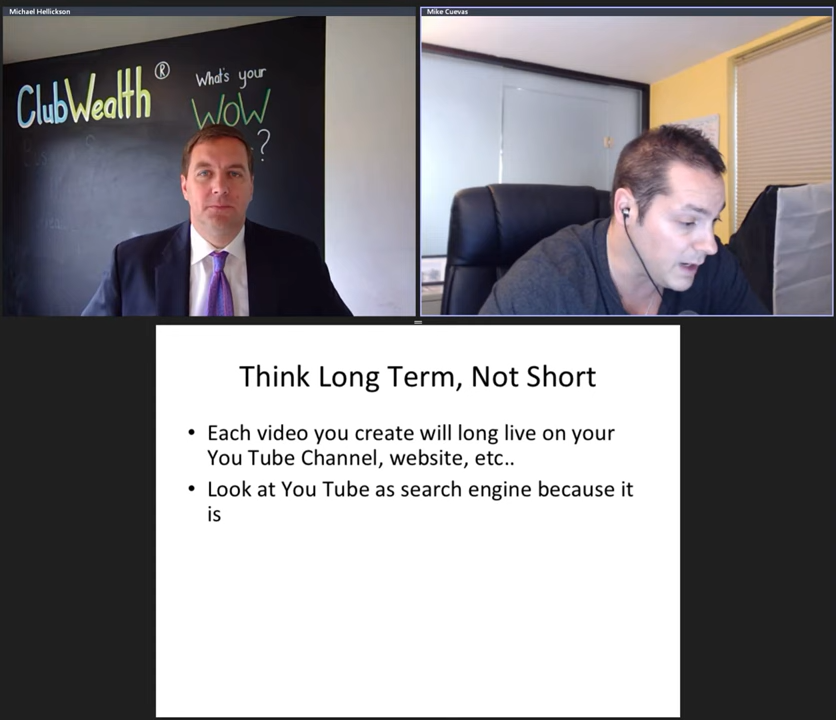 Michael Hellickson
Mike Cuevas
ClubWealth®
What's your
WOW
?
Think Long Term, Not Short
• Each video you create will long live on your
You Tube Channel, website, etc..
• Look at You Tube as search engine because it
is